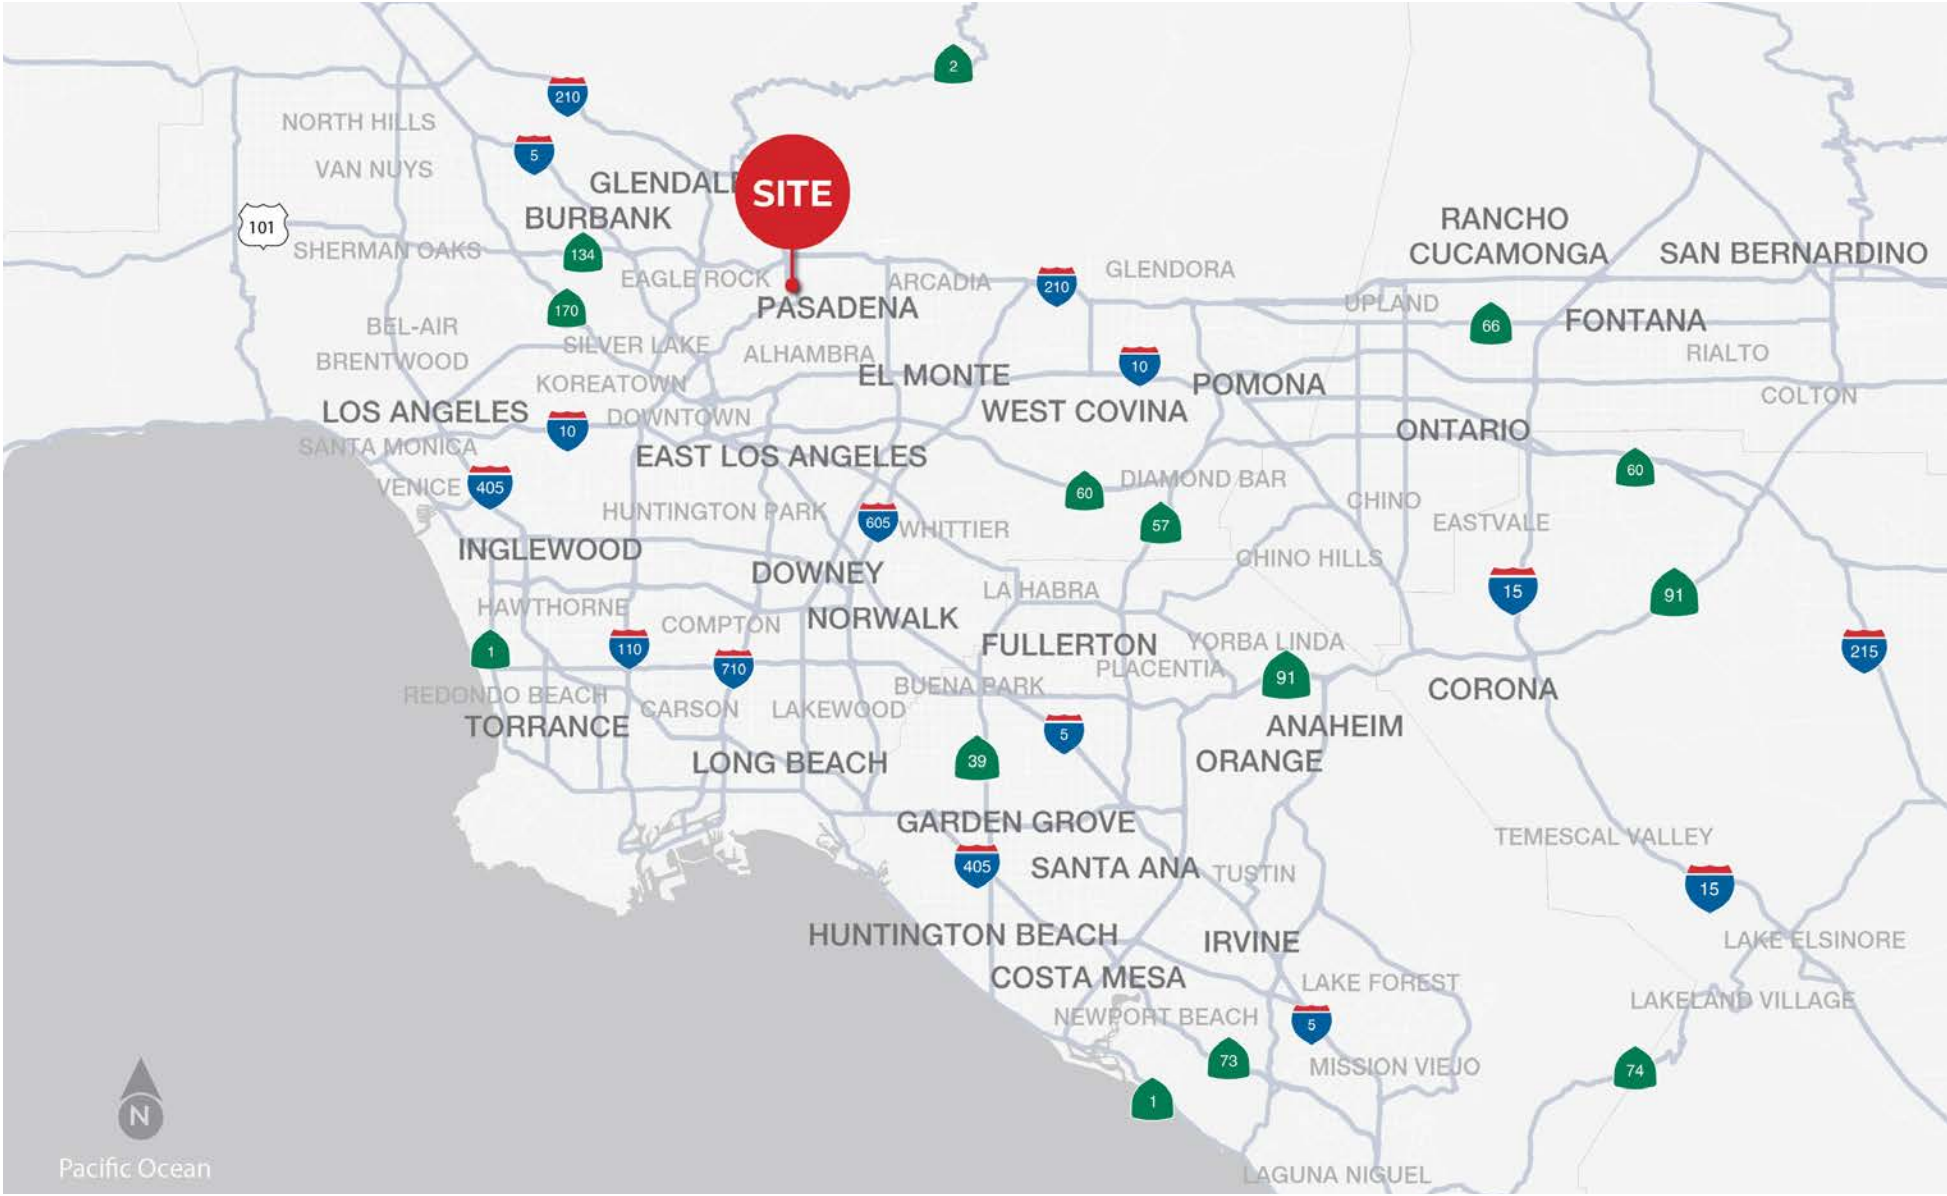 2
210
NORTH HILLS
5
VAN NUYS
GLENDALE
SITE
BURBANK
101
RANCHO
CUCAMONGA
SAN BERNARDINO
SHERMAN OAKS
134
EAGLE ROCK
ARCADIA
210
GLENDORA
170
PASADENA
UPLAND
66
FONTANA
BEL-AIR
SILVER LAKE
ALHAMBRA
BRENTWOOD
RIALTO
KOREATOWN
EL MONTE
10
POMONA
COLTON
LOS ANGELES
10
DOWNTOWN
WEST COVINA
ONTARIO
SANTA MONICA
EAST LOS ANGELES
VENICE
405
60
DIAMOND BAR
60
HUNTINGTON PARK
605
WHITTIER
57
CHINO
EASTVALE
INGLEWOOD
DOWNEY
CHINO HILLS
LA HABRA
15
91
HAWTHORNE
COMPTON
NORWALK
1
110
710
FULLERTON
YORBA LINDA
215
PLACENTIA
91
REDONDO BEACH
CARSON
LAKEWOOD
BUENA PARK
CORONA
TORRANCE
5
ANAHEIM
LONG BEACH
39
ORANGE
GARDEN GROVE
TEMESCAL VALLEY
405
SANTA ANA
TUSTIN
15
HUNTINGTON BEACH
IRVINE
LAKE ELSINORE
COSTA MESA
LAKE FOREST
LAKELAND VILLAGE
NEWPORT BEACH
5
73
MISSION VIEJO
74
1
N
Pacific Ocean
LAGUNA NIGUEL